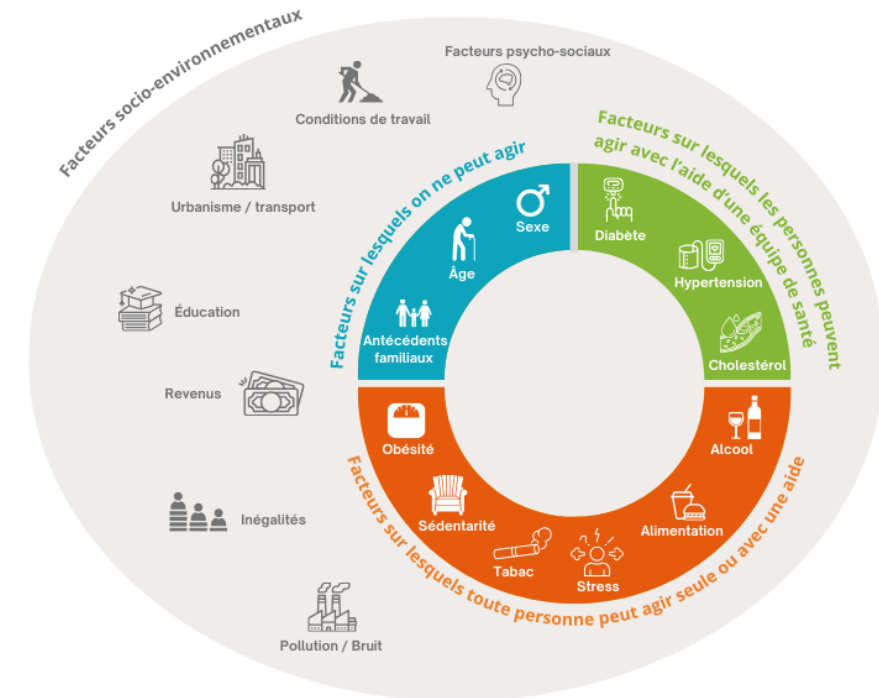 Facteurs socio-environnementaux
Facteurs psycho-sociaux
Conditions de travail
Urbanisme / transport
Éducation
Revenus
Inégalités
Pollution / Bruit
Facteurs sur lesquels on ne peut agir
Sexe
Âge
Antécédents
familiaux
Facteurs sur lesquels les personnes peuvent
agir avec l'aide d'une équipe de santé
Diabète
Hypertension
Cholestérol
Obésité
Sédentarité
Tabac
Stress
Alimentation
Alcool
Facteurs sur lesquels toute personne peut agir seule ou avec une aide